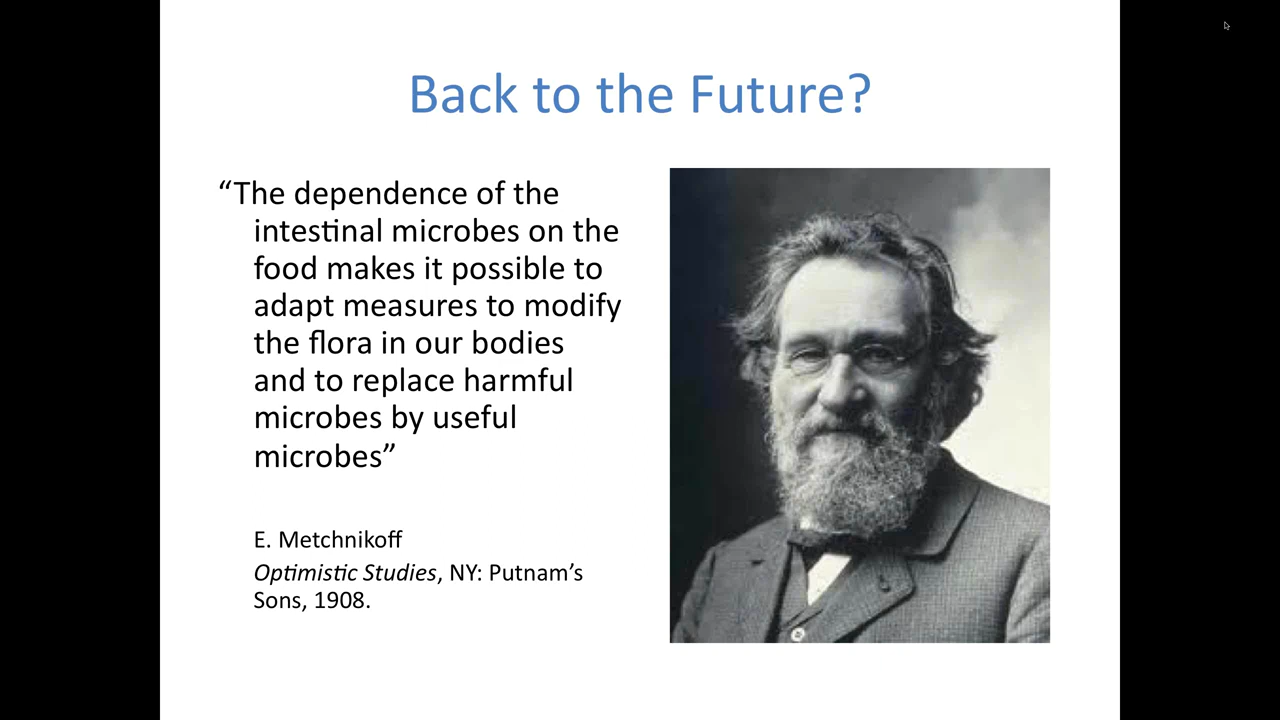 Back to the Future?
“The dependence of the
intestinal microbes on the
food makes it possible to
adapt measures to modify
the flora in our bodies
and to replace harmful
microbes by useful
microbes”
E. Metchnikoff
Optimistic Studies, NY: Putnam’s
Sons, 1908.